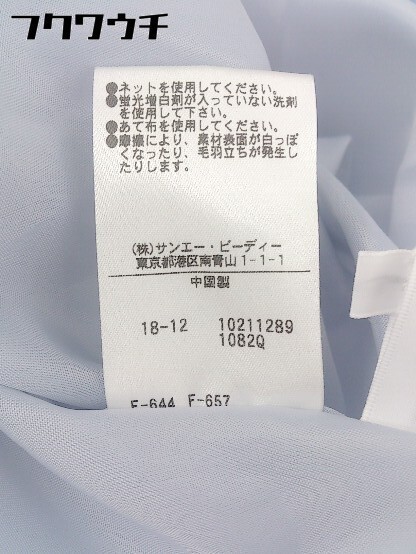 フクワウチ
●ネットを使用してください。
●蛍光増白剤が入っていない洗剤
を使用して下さい。
●あて布を使用してください。
●摩擦により、素材表面が白っぽ
くなったり、毛羽立ちが発生し
たりします。
(株)サンエー・ビーディー
東京都港区南青山1-1-1
中国製
18-12 10211289
1082Q
F-644 F-657